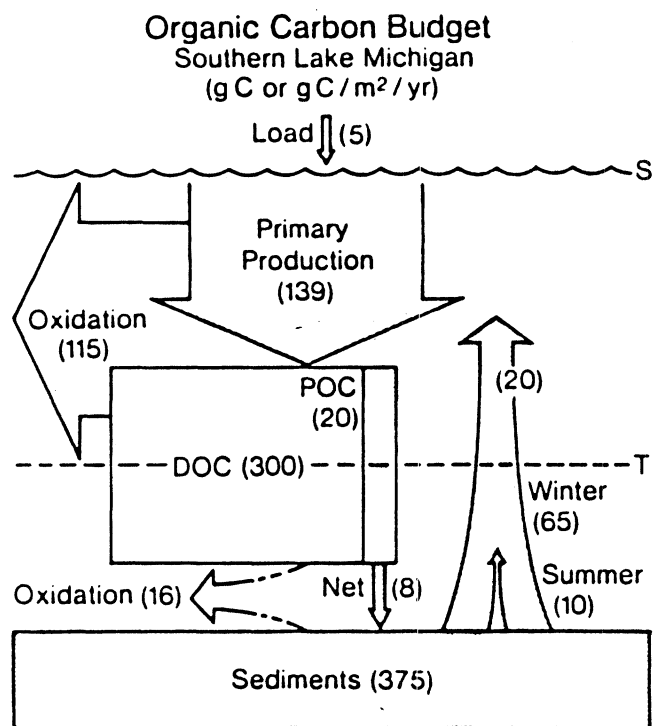 Organic Carbon Budget
Southern Lake Michigan
(g C or g C / m² / yr)
Load (5)
S
Primary
Production
(139)
Oxidation
(115)
POC
(20)
(20)
DOC (300)
T
Winter
(65)
Summer
(10)
Oxidation (16)
Net (8)
Sediments (375)